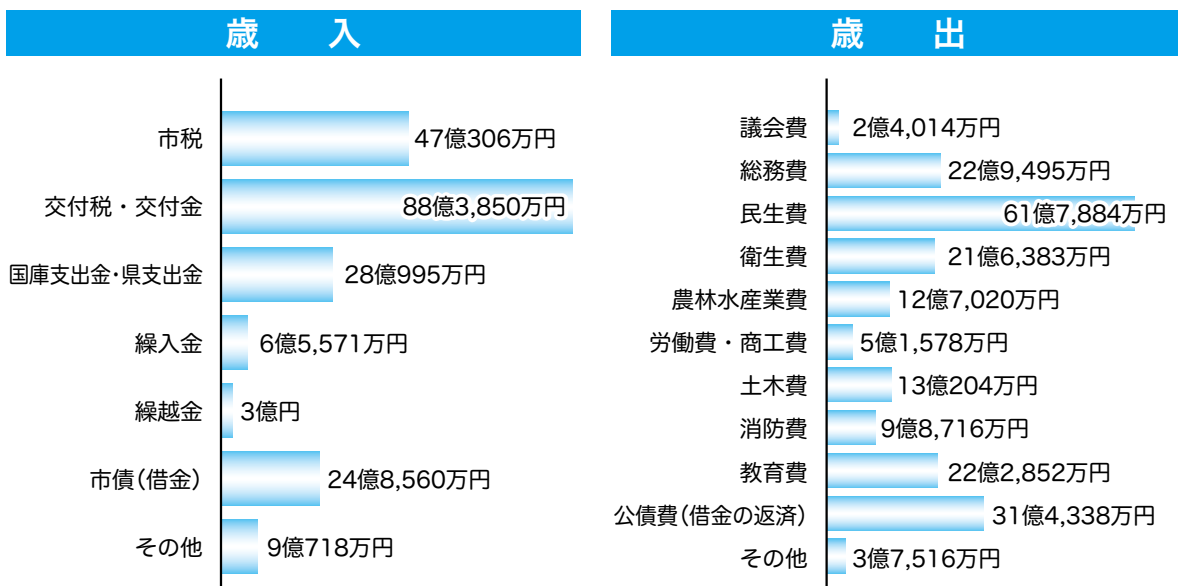 歳入
市税 47億306万円
交付税・交付金 88億3,850万円
国庫支出金・県支出金 28億995万円
繰入金 6億5,571万円
繰越金 3億円
市債(借金) 24億8,560万円
その他 9億718万円
歳出
議会費 2億4,014万円
総務費 22億9,495万円
民生費 61億7,884万円
衛生費 21億6,383万円
農林水産業費 12億7,020万円
労働費・商工費 5億1,578万円
土木費 13億204万円
消防費 9億8,716万円
教育費 22億2,852万円
公債費(借金の返済) 31億4,338万円
その他 3億7,516万円